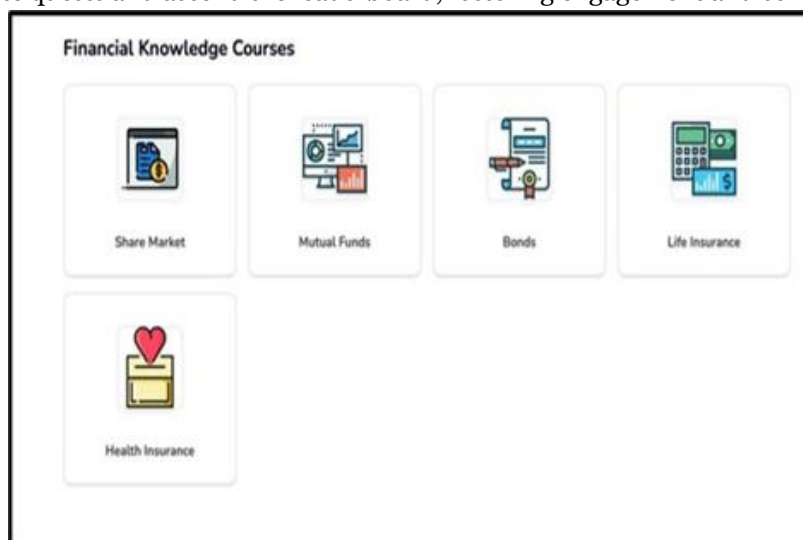 Financial Knowledge Courses
Share Market
Mutual Funds
Bonds
Life Insurance
$
Health Insurance